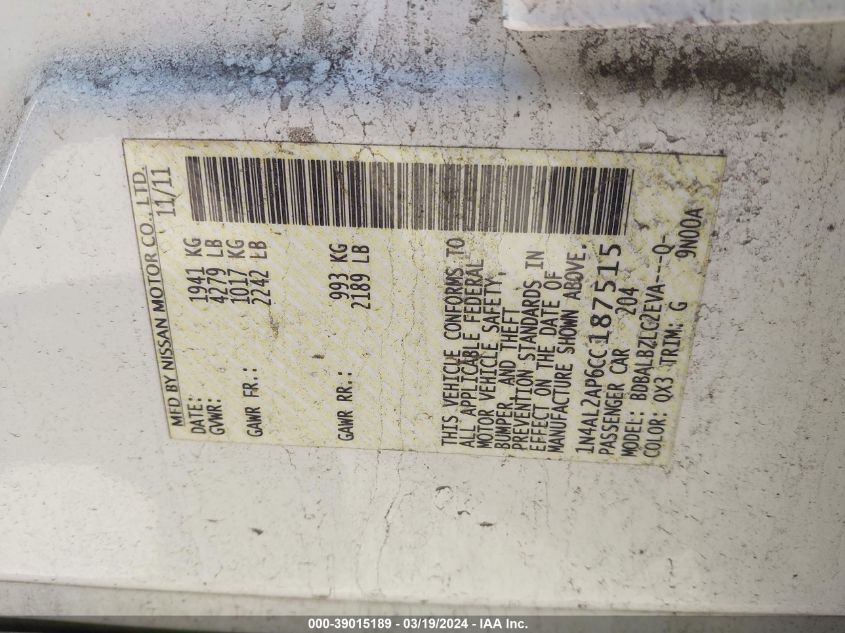 MFD BY NISSAN MOTOR CO., LTD.
DATE: 11/11
GVWR: 1941 KG
4279 LB
GAWR FR.: 1017 KG
2242 LB
GAWR RR.: 993 KG
2189 LB
THIS VEHICLE CONFORMS TO
ALL APPLICABLE FEDERAL
MOTOR VEHICLE SAFETY,
BUMPER, AND THEFT
PREVENTION STANDARDS IN
EFFECT ON THE DATE OF
MANUFACTURE SHOWN ABOVE.
1N4AL2AP6CC187515
PASSENGER CAR 204
MODEL: BDBALBZLC2EVA----Q-
COLOR: QX3 TRIM: G 9N00A
000-39015189 - 03/19/2024 - IAA Inc.